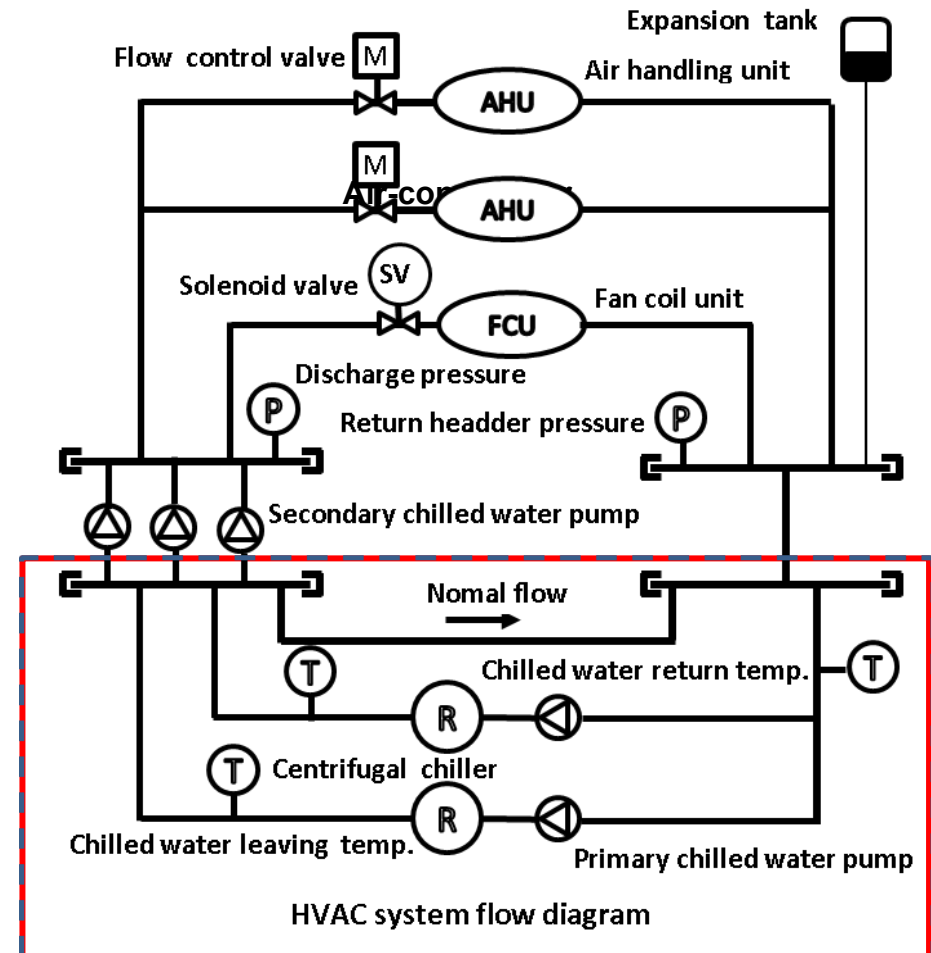 Expansion tank
Flow control valve
M
Air handling unit
AHU
M
AHU
SV
Solenoid valve
Fan coil unit
FCU
Discharge pressure
P
Return headder pressure
P
Secondary chilled water pump
Nomal flow
T
Chilled water return temp.
T
R
T
Centrifugal chiller
R
Chilled water leaving temp.
Primary chilled water pump
HVAC system flow diagram